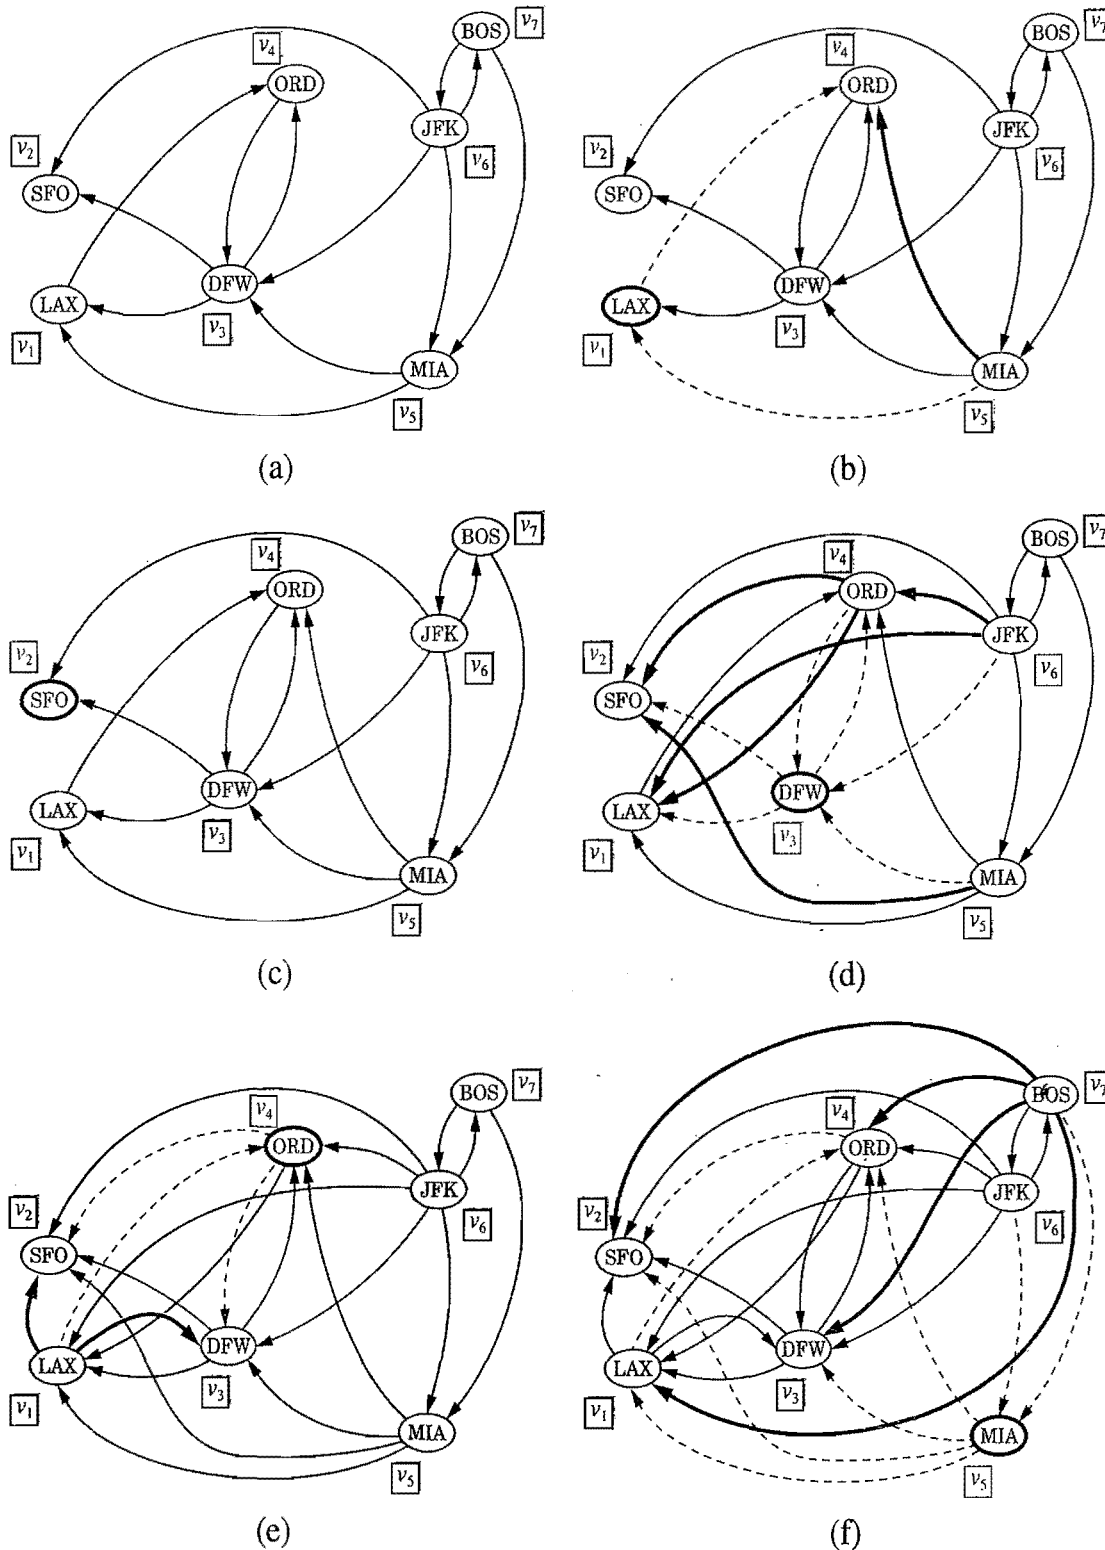 BOS v7
v4
ORD
JFK
v2
v6
SFO
DFW
LAX
v3
v1
MIA
v5
(a)
BOS v7
v4
ORD
JFK
v2
v6
SFO
DFW
LAX
v3
v1
MIA
v5
(b)
BOS v7
v4
ORD
JFK
v2
v6
SFO
DFW
LAX
v3
v1
MIA
v5
(c)
BOS v7
v4
ORD
JFK
v2
v6
SFO
DFW
LAX
v3
v1
MIA
v5
(d)
BOS v7
v4
ORD
JFK
v2
v6
SFO
DFW
LAX
v3
v1
MIA
v5
(e)
BOS v7
v4
ORD
JFK
v2
v6
SFO
DFW
LAX
v3
v1
MIA
v5
(f)